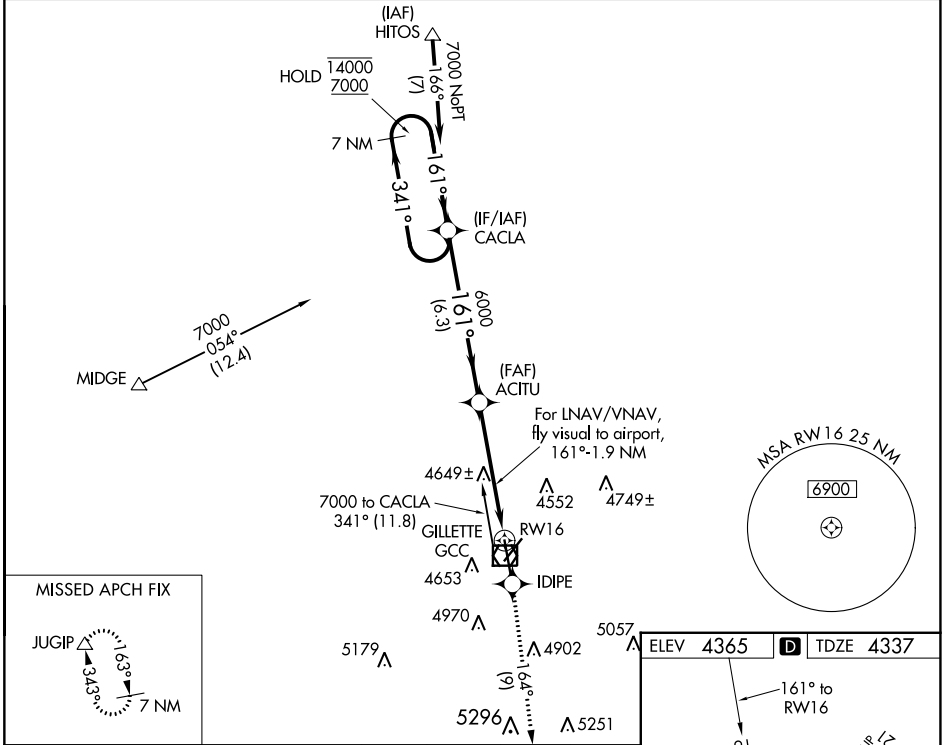 (IAF)
HITOS
7000 NoPT
166°
(7)
HOLD 14000
7000
7 NM
161°
341°
(IF/IAF)
CACLA
6000
161°
(6.3)
7000
054°
(12.4)
MIDGE
(FAF)
ACITU
For LNAV/VNAV,
fly visual to airport,
161°-1.9 NM
MSA RW16 25 NM
6900
4649±
4552
4749±
7000 to CACLA
341° (11.8)
GILLETTE
GCC
RW16
4653
IDIPE
4970
5179
4902
5057
164°
(9)
5296
5251
MISSED APCH FIX
JUGIP
163°
343°
7 NM
ELEV 4365 D TDZE 4337
161° to
RW16